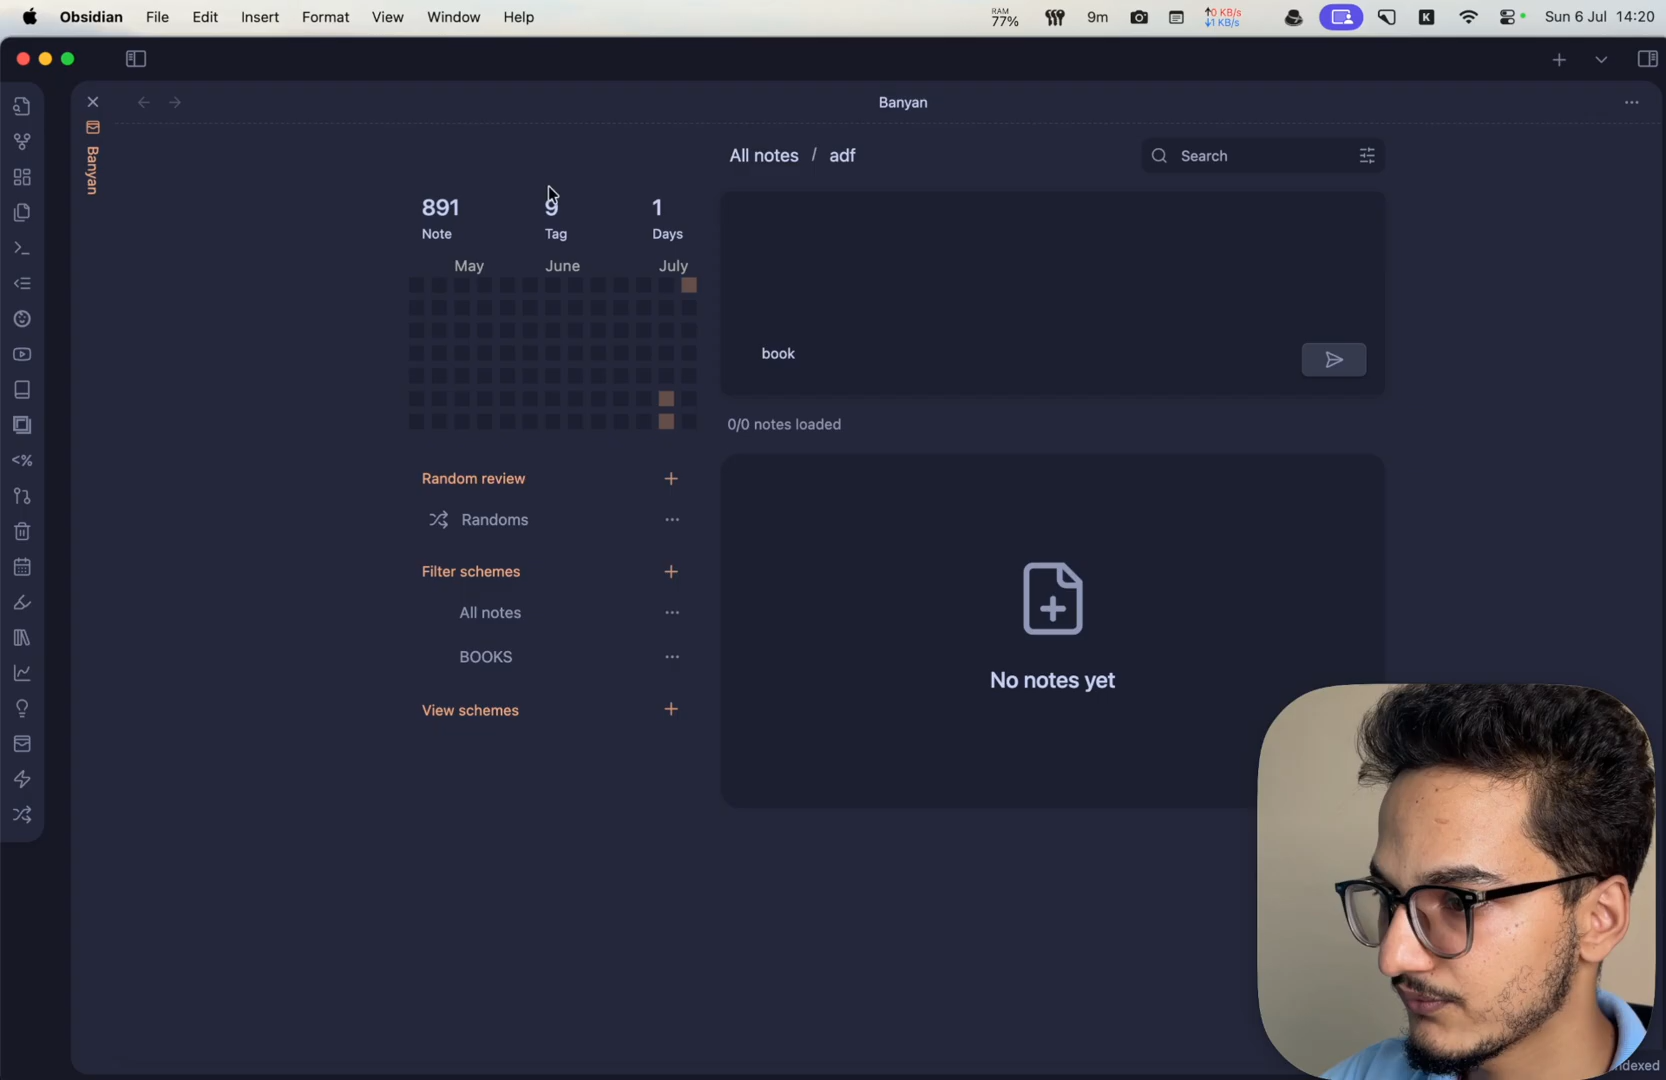 Obsidian File Edit Insert Format View Window Help RAM 77% 9m ↑0 KB/s ↓1 KB/s K Sun 6 Jul 14:20
Banyan
Banyan
All notes / adf
Search
891 9 1
Note Tag Days
May June July
book
0/0 notes loaded
Random review
Randoms
Filter schemes
All notes
BOOKS
View schemes
No notes yet